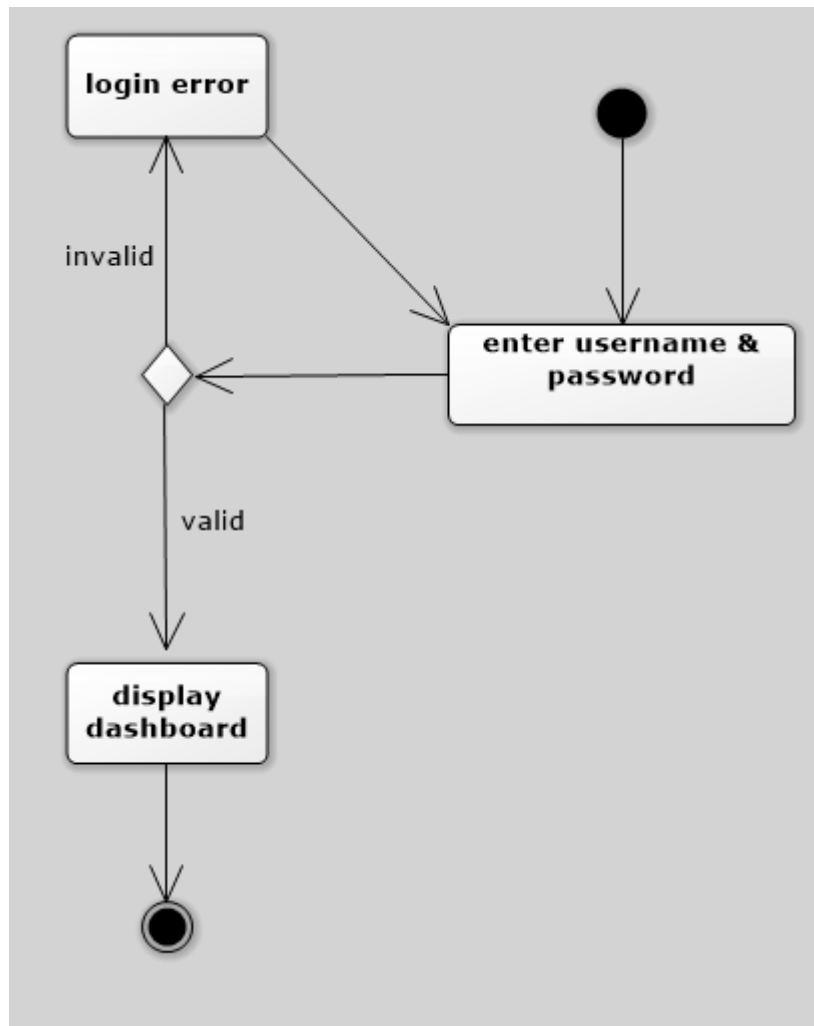 login error
invalid
enter username &
password
valid
display
dashboard